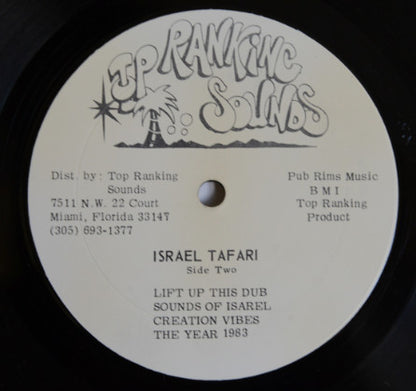 TOP RANKING
SOUNDS
Dist. by: Top Ranking
Sounds
7511 N.W. 22 Court
Miami, Florida 33147
(305) 693-1377
Pub Rims Music
B M I
Top Ranking
Product
ISRAEL TAFARI
Side Two
LIFT UP THIS DUB
SOUNDS OF ISAREL
CREATION VIBES
THE YEAR 1983